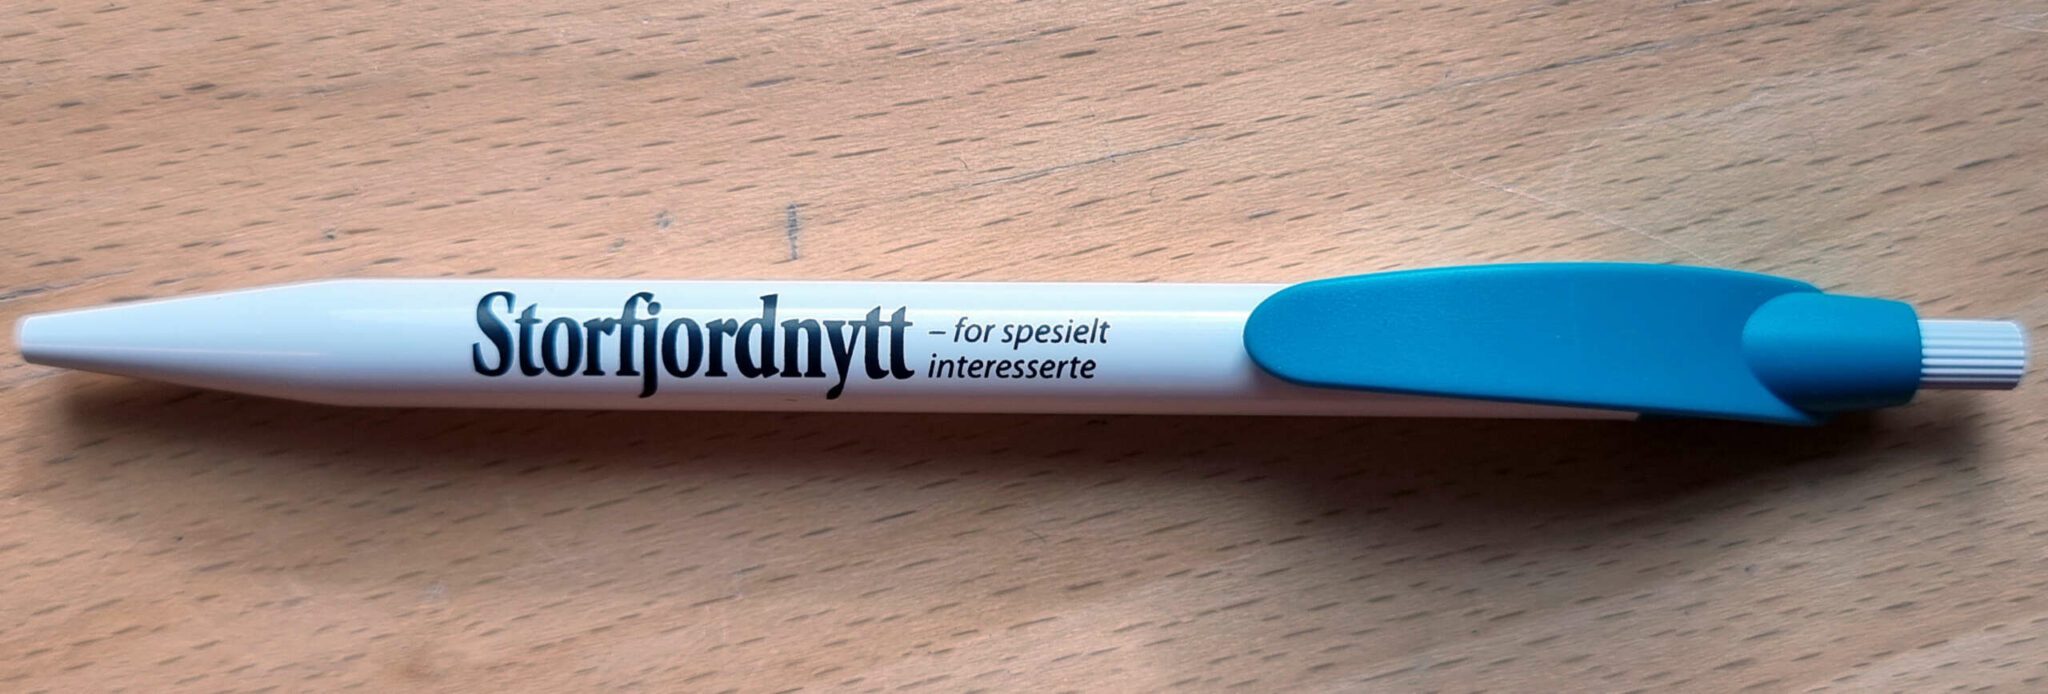 Storfjordnytt
– for spesielt
interesserte